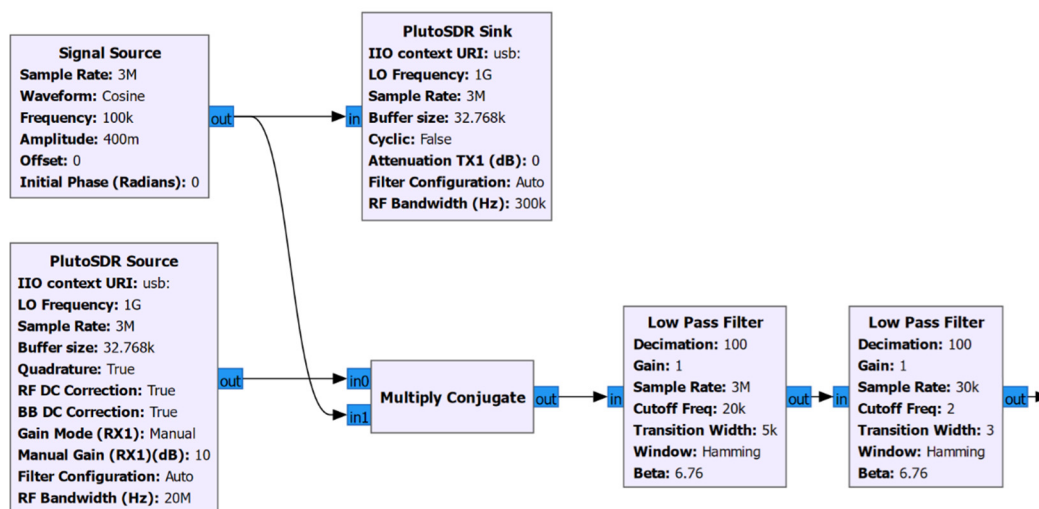 Signal Source
Sample Rate: 3M
Waveform: Cosine
Frequency: 100k
Amplitude: 400m
Offset: 0
Initial Phase (Radians): 0
out
PlutoSDR Sink
IIO context URI: usb:
LO Frequency: 1G
Sample Rate: 3M
Buffer size: 32.768k
Cyclic: False
Attenuation TX1 (dB): 0
Filter Configuration: Auto
RF Bandwidth (Hz): 300k
in
PlutoSDR Source
IIO context URI: usb:
LO Frequency: 1G
Sample Rate: 3M
Buffer size: 32.768k
Quadrature: True
RF DC Correction: True
BB DC Correction: True
Gain Mode (RX1): Manual
Manual Gain (RX1)(dB): 10
Filter Configuration: Auto
RF Bandwidth (Hz): 20M
out
in0
in1
Multiply Conjugate
out
in
Low Pass Filter
Decimation: 100
Gain: 1
Sample Rate: 3M
Cutoff Freq: 20k
Transition Width: 5k
Window: Hamming
Beta: 6.76
out
in
Low Pass Filter
Decimation: 100
Gain: 1
Sample Rate: 30k
Cutoff Freq: 2
Transition Width: 3
Window: Hamming
Beta: 6.76
out